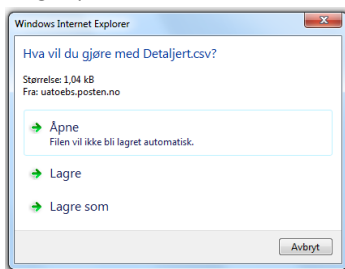 Windows Internet Explorer
Hva vil du gjøre med Detaljert.csv?
Størrelse: 1,04 kB
Fra: uatoebs.posten.no
Åpne
Filen vil ikke bli lagret automatisk.
Lagre
Lagre som
Avbryt